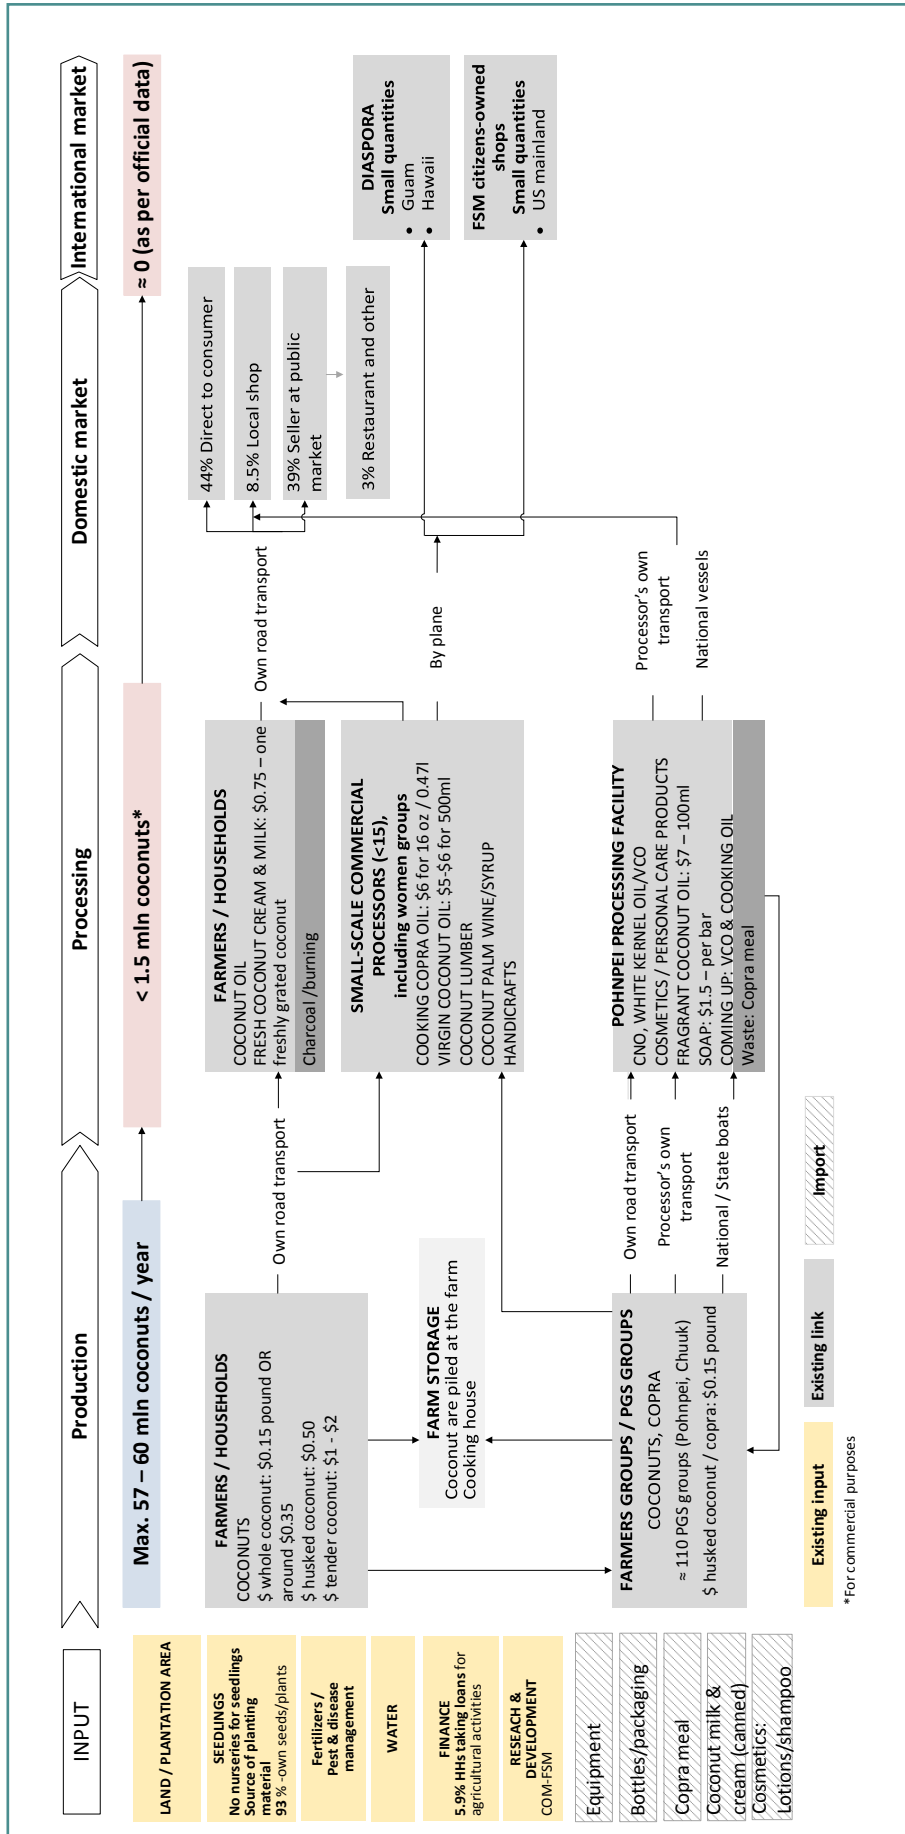 INPUT
Production
Processing
Domestic market
International market
Max. 57 – 60 mln coconuts / year
< 1.5 mln coconuts*
≈ 0 (as per official data)
LAND / PLANTATION AREA
SEEDLINGS
No nurseries for seedlings
Source of planting
material
93 % -own seeds/plants
Fertilizers /
Pest & disease
management
WATER
FINANCE
5.9% HHs taking loans for
agricultural activities
RESEACH &
DEVELOPMENT
COM-FSM
Equipment
Bottles/packaging
Copra meal
Coconut milk &
cream (canned)
Cosmetics:
Lotions/shampoo
FARMERS / HOUSEHOLDS
COCONUTS
$ whole coconut: $0.15 pound OR
around $0.35
$ husked coconut: $0.50
$ tender coconut: $1 - $2
FARM STORAGE
Coconut are piled at the farm
Cooking house
FARMERS GROUPS / PGS GROUPS
COCONUTS, COPRA
≈ 110 PGS groups (Pohnpei, Chuuk)
$ husked coconut / copra: $0.15 pound
Own road transport
Own road transport
Processor's own
transport
National / State boats
FARMERS / HOUSEHOLDS
COCONUT OIL
FRESH COCONUT CREAM & MILK: $0.75 – one
freshly grated coconut
Charcoal /burning
SMALL-SCALE COMMERCIAL
PROCESSORS (<15),
including women groups
COOKING COPRA OIL: $6 for 16 oz / 0.47l
VIRGIN COCONUT OIL: $5-$6 for 500ml
COCONUT LUMBER
COCONUT PALM WINE/SYRUP
HANDICRAFTS
POHNPEI PROCESSING FACILITY
CNO, WHITE KERNEL OIL/VCO
COSMETICS / PERSONAL CARE PRODUCTS
FRAGRANT COCONUT OIL: $7 – 100ml
SOAP: $1.5 – per bar
COMING UP: VCO & COOKING OIL
Waste: Copra meal
Own road transport
By plane
Processor's own
transport
National vessels
44% Direct to consumer
8.5% Local shop
39% Seller at public
market
3% Restaurant and other
DIASPORA
Small quantities
• Guam
• Hawaii
FSM citizens-owned
shops
Small quantities
• US mainland
Existing input
Existing link
Import
*For commercial purposes